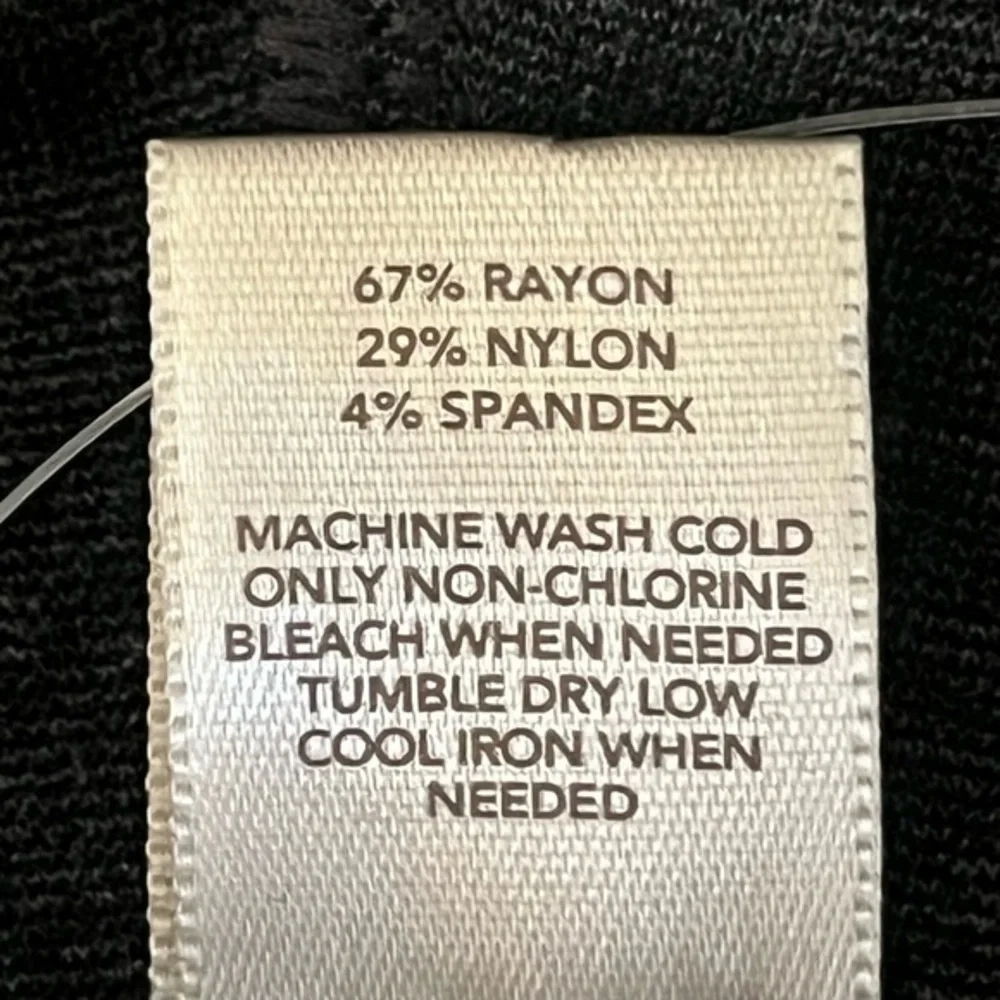 67% RAYON
29% NYLON
4% SPANDEX
MACHINE WASH COLD
ONLY NON-CHLORINE
BLEACH WHEN NEEDED
TUMBLE DRY LOW
COOL IRON WHEN
NEEDED